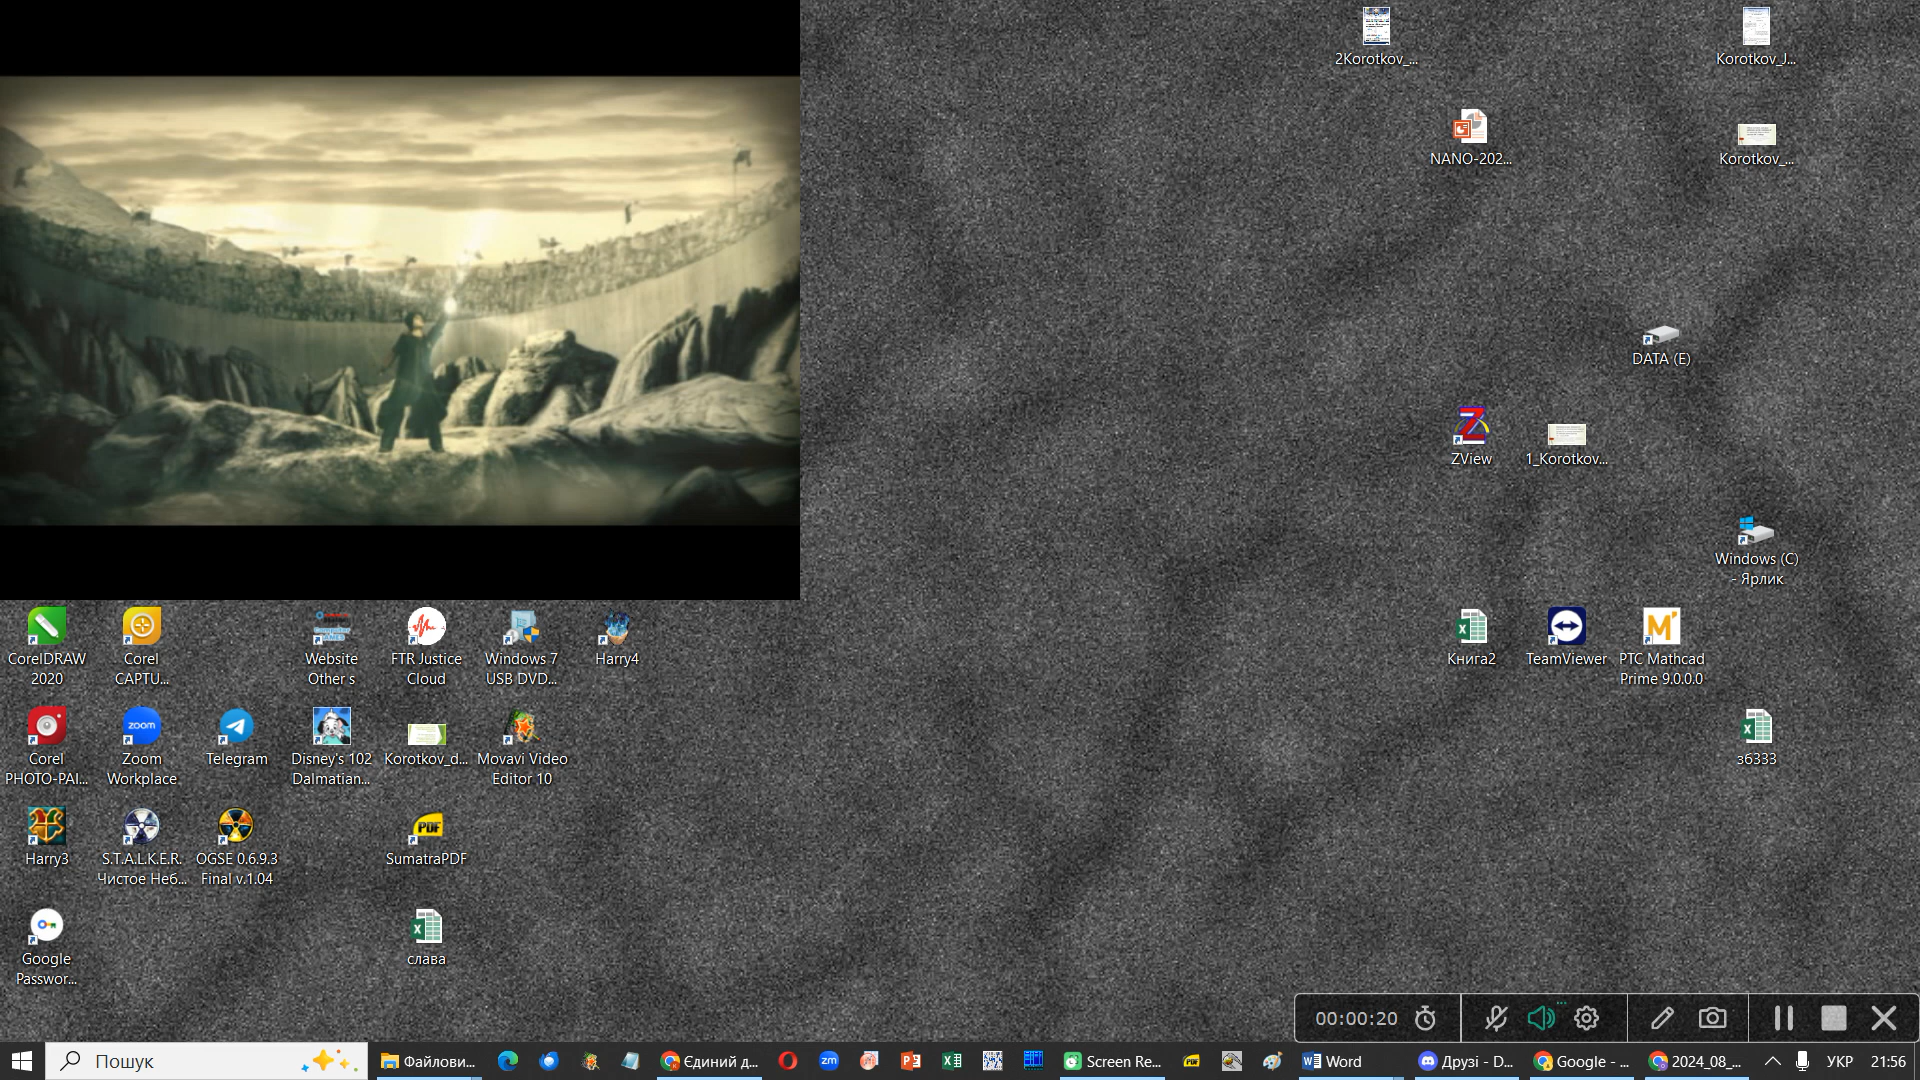 2Korotkov_...
Korotkov_J...
NANO-202...
Korotkov_...
DATA (E)
ZView
1_Korotkov...
Windows (C)
- Ярлик
CorelDRAW
2020
Corel
CAPTU...
Website
Other s
FTR Justice
Cloud
Windows 7
USB DVD...
Harry4
Книга2
TeamViewer
PTC Mathcad
Prime 9.0.0.0
Corel
PHOTO-PAI...
Zoom
Workplace
Telegram
Disney's 102
Dalmatian...
Korotkov_d...
Movavi Video
Editor 10
з6333
Harry3
S.T.A.L.K.E.R.
Чистое Неб...
OGSE 0.6.9.3
Final v.1.04
SumatraPDF
Google
Passwor...
слава
00:00:20
Пошук
Файлови...
Єдиний д...
Screen Re...
Word
Друзі - D...
Google - ...
2024_08_...
УКР
21:56